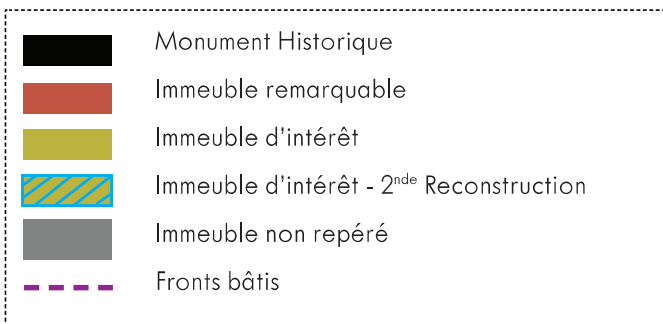 Monument Historique
Immeuble remarquable
Immeuble d'intérêt
Immeuble d'intérêt - 2nde Reconstruction
Immeuble non repéré
Fronts bâtis